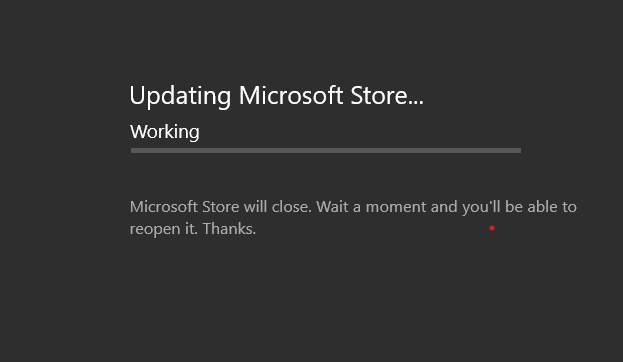 Updating Microsoft Store...
Working
Microsoft Store will close. Wait a moment and you'll be able to
reopen it. Thanks.